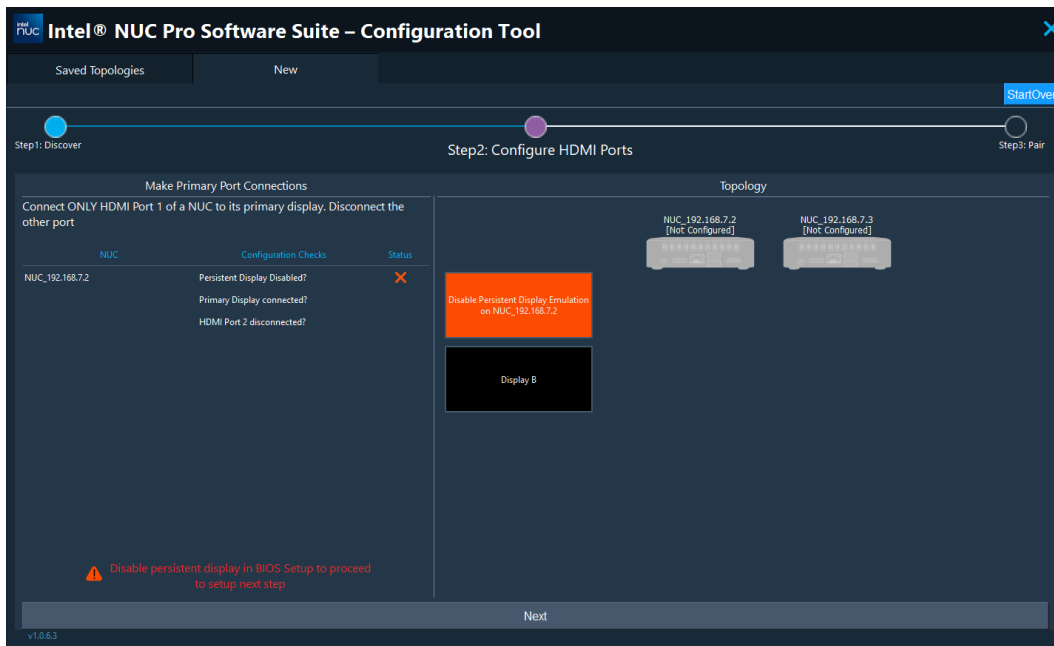 intel
nuc
Intel® NUC Pro Software Suite – Configuration Tool
Saved Topologies
New
StartOver
Step1: Discover
Step2: Configure HDMI Ports
Step3: Pair
Make Primary Port Connections
Connect ONLY HDMI Port 1 of a NUC to its primary display. Disconnect the
other port
NUC Configuration Checks Status
NUC_192.168.7.2 Persistent Display Disabled?
Primary Display connected?
HDMI Port 2 disconnected?
Disable persistent display in BIOS Setup to proceed
to setup next step
Topology
NUC_192.168.7.2
[Not Configured]
NUC_192.168.7.3
[Not Configured]
Disable Persistent Display Emulation
on NUC_192.168.7.2
Display B
Next
v1.0.6.3